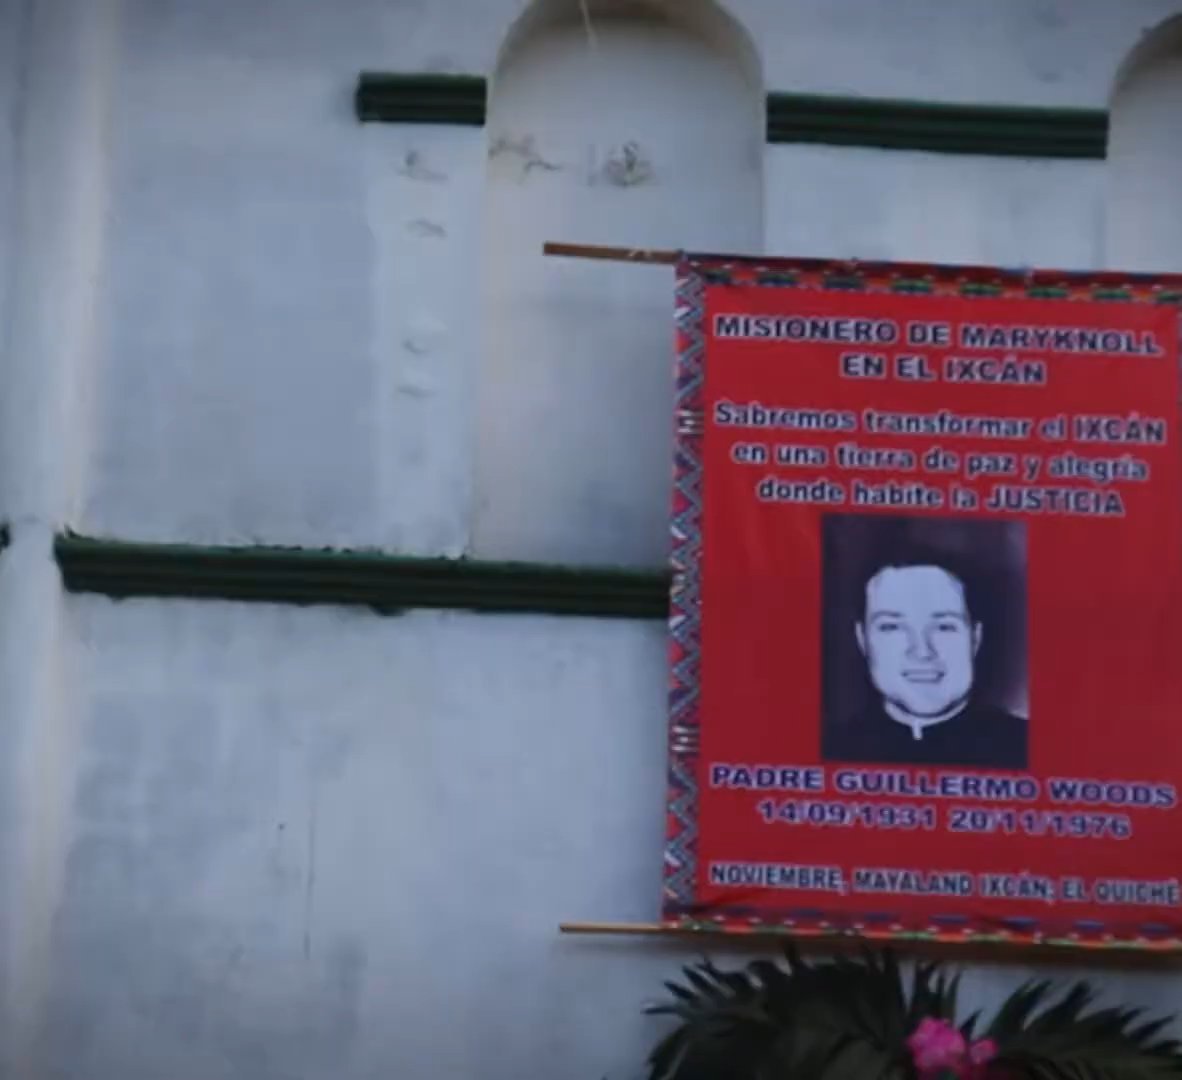 MISIONERO DE MARYKNOLL
EN EL IXCÁN
Sabremos transformar el IXCÁN
en una tierra de paz y alegría
donde habite la JUSTICIA
PADRE GUILLERMO WOODS
14/09/1931 20/11/1976
NOVIEMBRE, MAYALAND IXCÁN, EL QUICHÉ